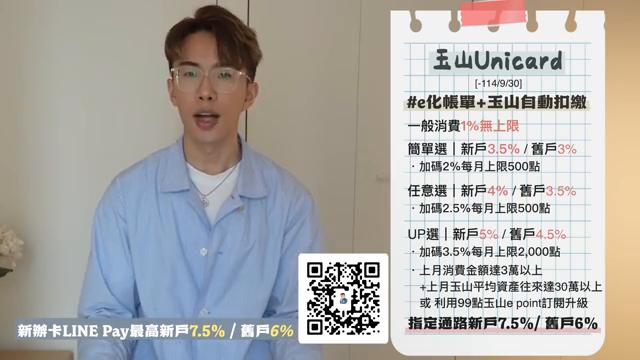 玉山Unicard
[-114/9/30]
#e化帳單+玉山自動扣繳
一般消費1%無上限
簡單選｜新戶3.5% / 舊戶3%
・加碼2%每月上限500點
任意選｜新戶4% / 舊戶3.5%
・加碼2.5%每月上限500點
UP選｜新戶5% / 舊戶4.5%
・加碼3.5%每月上限2,000點
・上月消費金額達3萬以上
+上月玉山平均資產往來達30萬以上
或 利用99點玉山e point訂閱升級
指定通路新戶7.5%/ 舊戶6%
新辦卡LINE Pay最高新戶7.5% / 舊戶6%